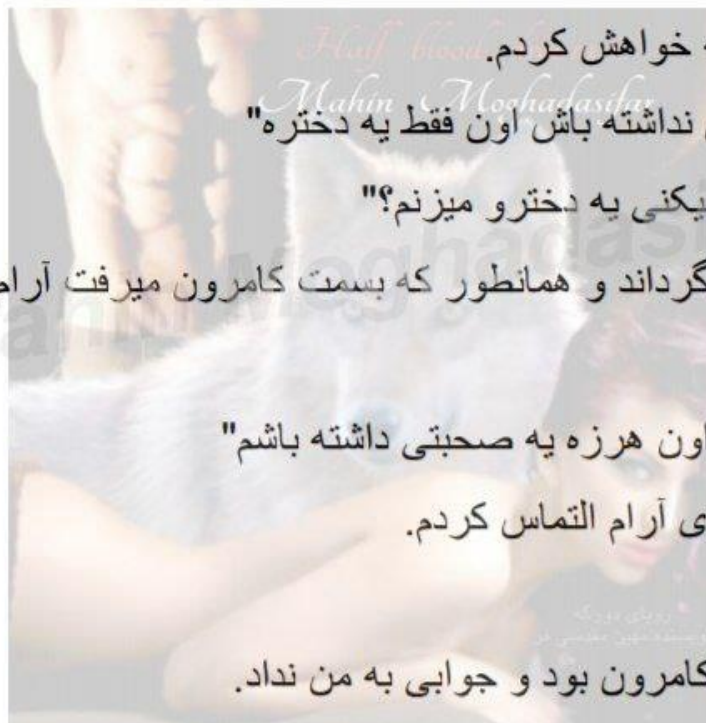 خواهش کردم.
Half blood
Mahin Moghadasifar
نداشته باش اون فقط یه دختره"
یکنی یه دخترو میزنم؟"
گرداند و همانطور که بسمت کامرون میرفت آرام
اون هرزه یه صحبتی داشته باشم"
ی آرام التماس کردم.
رویای دورگه
کامرون بود و جوابی به من نداد.